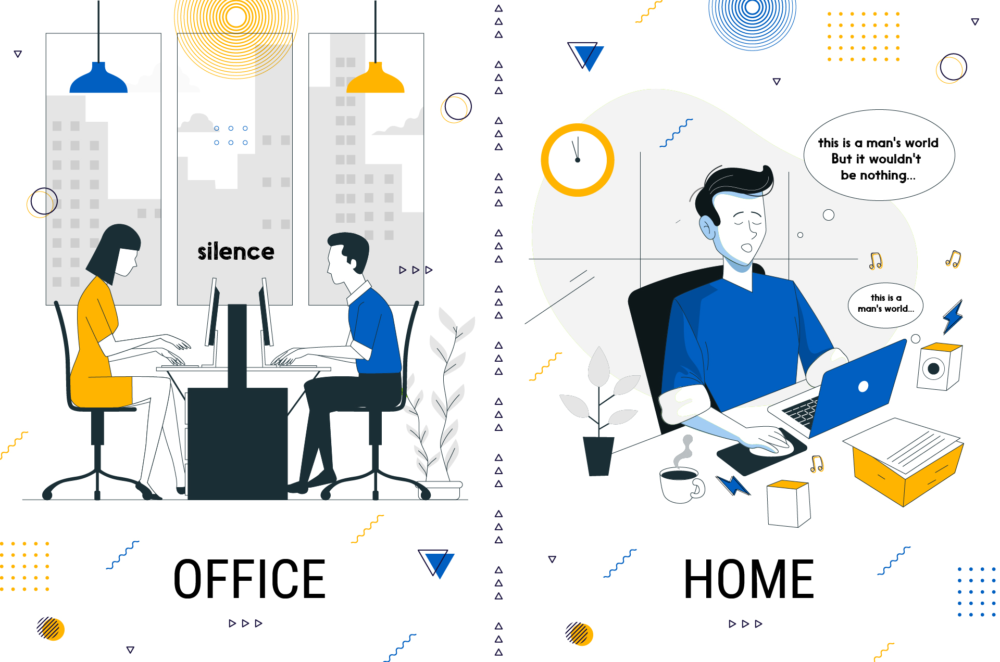 silence
OFFICE
this is a man's world
But it wouldn't
be nothing...
this is a
man's world...
HOME